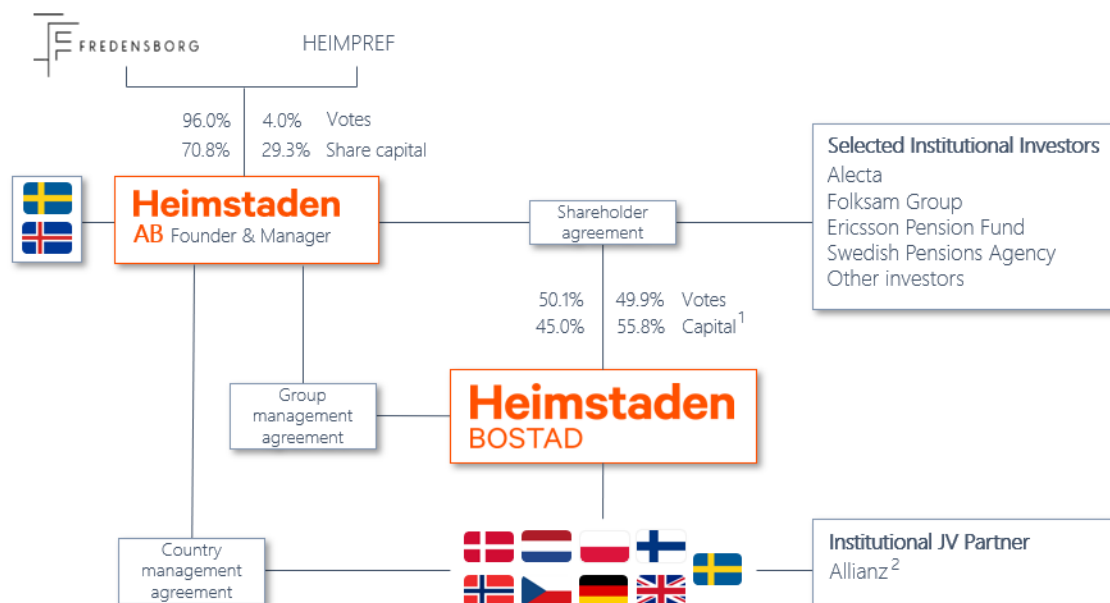 FREDENSBORG
HEIMPREF
96.0% 4.0% Votes
70.8% 29.3% Share capital
Heimstaden
AB Founder & Manager
Shareholder
agreement
Selected Institutional Investors
Alecta
Folksam Group
Ericsson Pension Fund
Swedish Pensions Agency
Other investors
50.1% 49.9% Votes
45.0% 55.8% Capital1
Group
management
agreement
Heimstaden
BOSTAD
Country
management
agreement
Institutional JV Partner
Allianz2